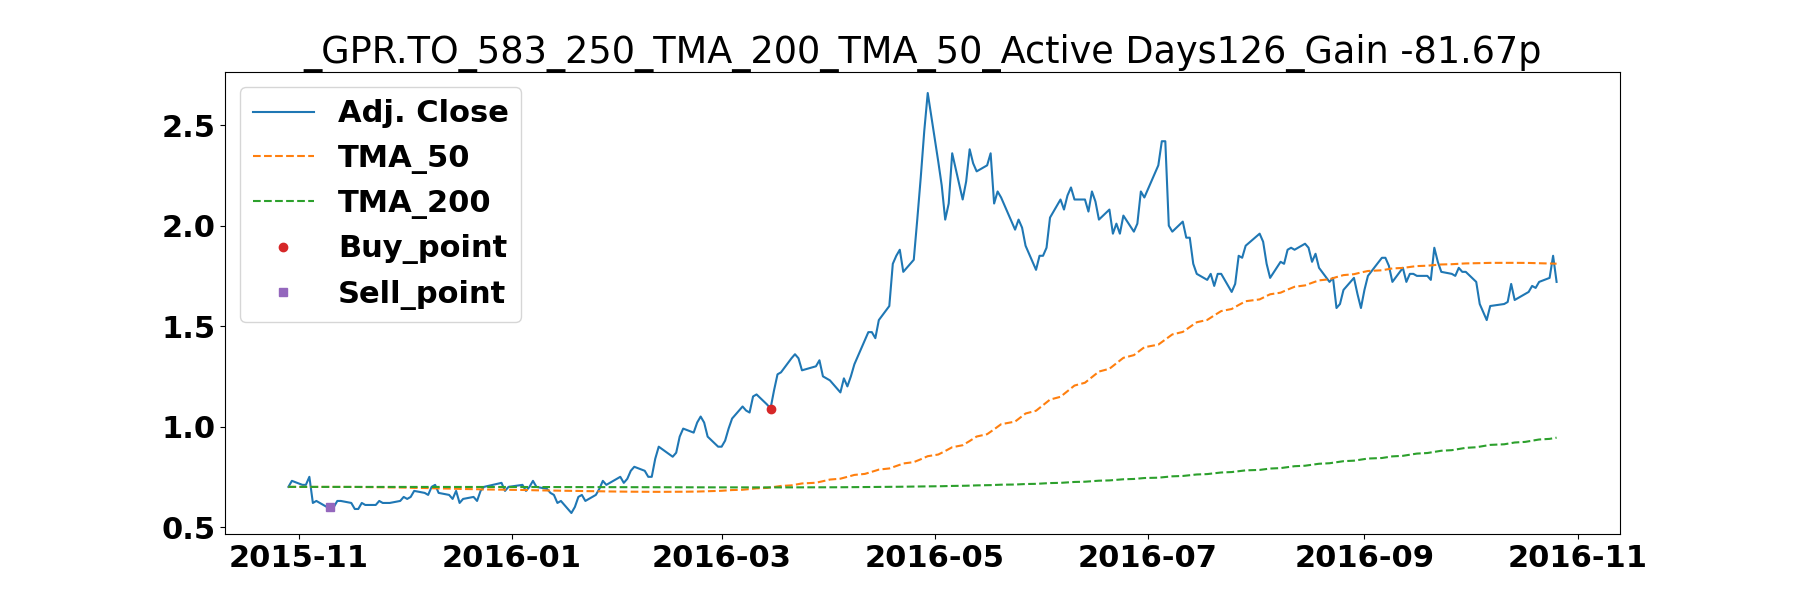 _GPR.TO_583_250_TMA_200_TMA_50_Active Days126_Gain -81.67p
Adj. Close
TMA_50
TMA_200
Buy_point
Sell_point
2.5
2.0
1.5
1.0
0.5
2015-11 2016-01 2016-03 2016-05 2016-07 2016-09 2016-11